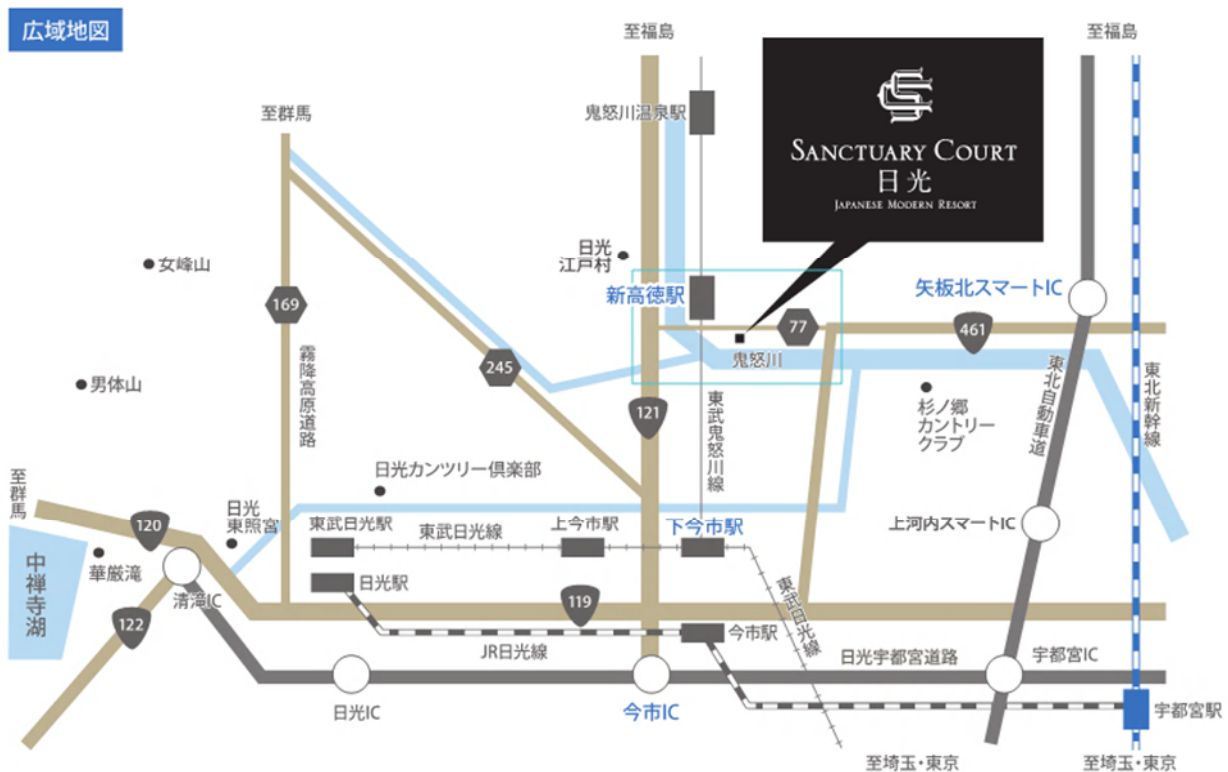 広域地図
至福島
至福島
至群馬
鬼怒川温泉駅
SANCTUARY COURT
日光
JAPANESE MODERN RESORT
日光
江戸村
女峰山
新高徳駅
矢板北スマートIC
169
77
461
鬼怒川
霧降高原道路
245
男体山
121
東武鬼怒川線
杉ノ郷
カントリー
クラブ
東北自動車道
東北新幹線
日光カンツリー倶楽部
至群馬
日光
東照宮
120
東武日光駅
東武日光線
上今市駅
下今市駅
上河内スマートIC
中禅寺湖
華厳滝
清滝IC
日光駅
119
122
東武日光線
今市駅
JR日光線
日光宇都宮道路
宇都宮IC
日光IC
今市IC
宇都宮駅
至埼玉・東京
至埼玉・東京